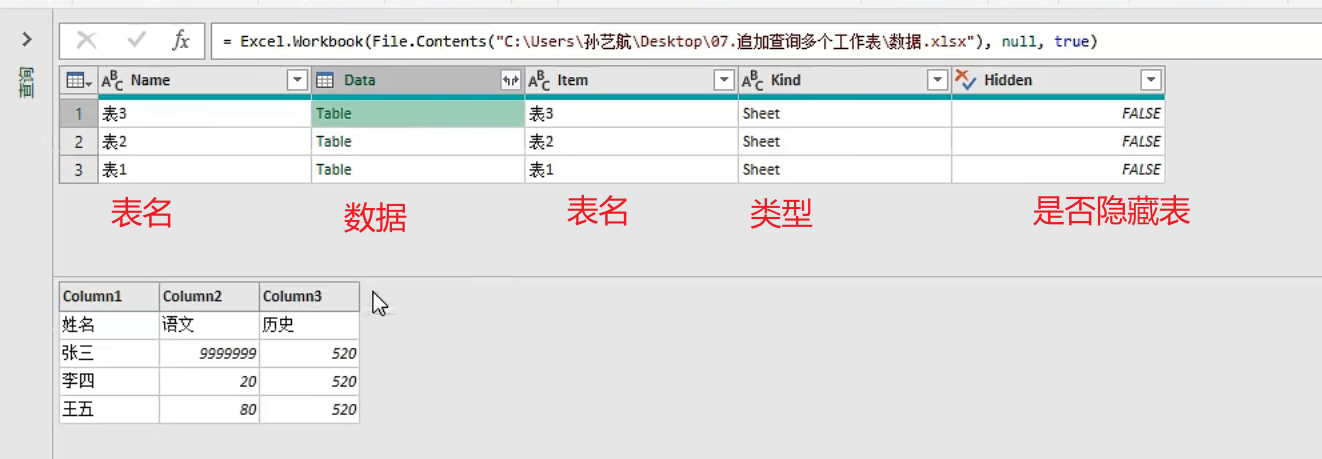 查询
fx = Excel.Workbook(File.Contents("C:\Users\孙艺航\Desktop\07.追加查询多个工作表\数据.xlsx"), null, true)
ABC Name Data ABC Item ABC Kind Hidden
1 表3 Table 表3 Sheet FALSE
2 表2 Table 表2 Sheet FALSE
3 表1 Table 表1 Sheet FALSE
表名 数据 表名 类型 是否隐藏表
Column1 Column2 Column3
姓名 语文 历史
张三 9999999 520
李四 20 520
王五 80 520